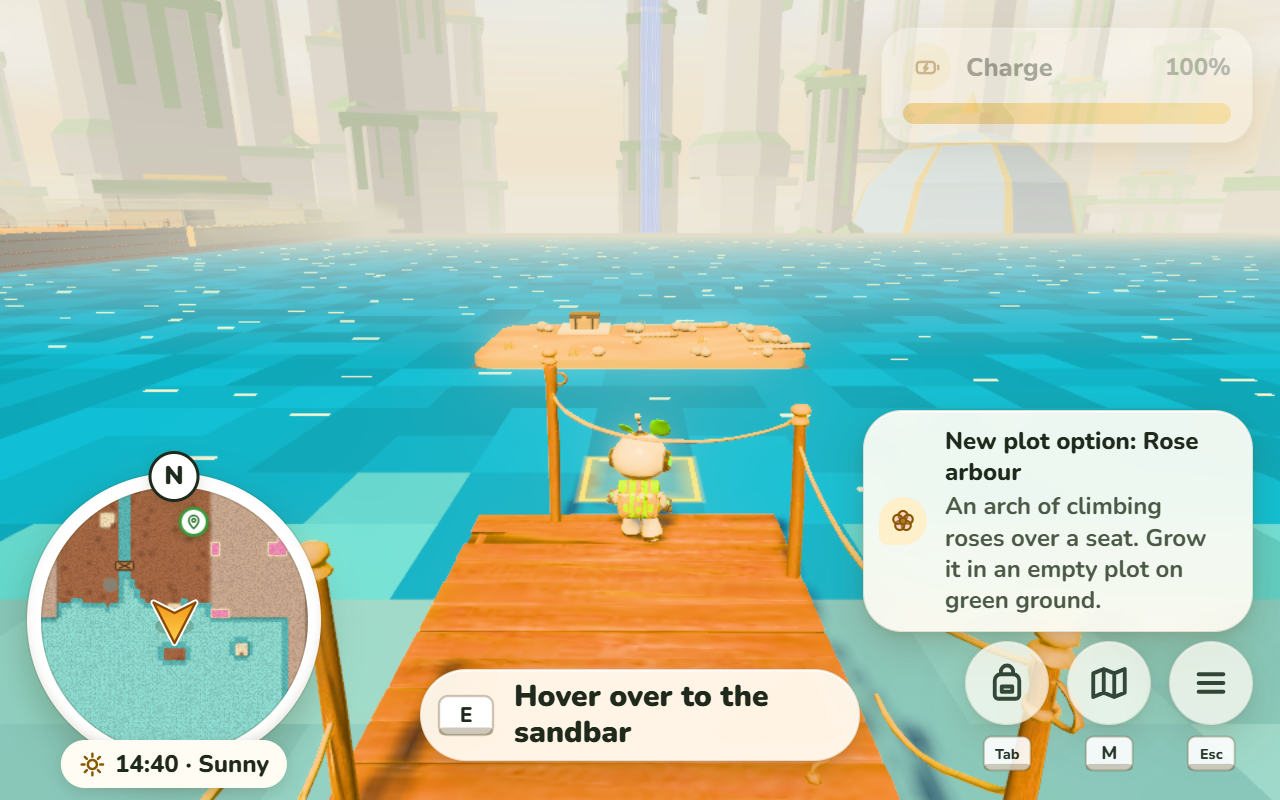 Charge 100%
New plot option: Rose
arbour
An arch of climbing
roses over a seat. Grow
it in an empty plot on
green ground.
N
E
Hover over to the
sandbar
14:40 · Sunny
Tab
M
Esc